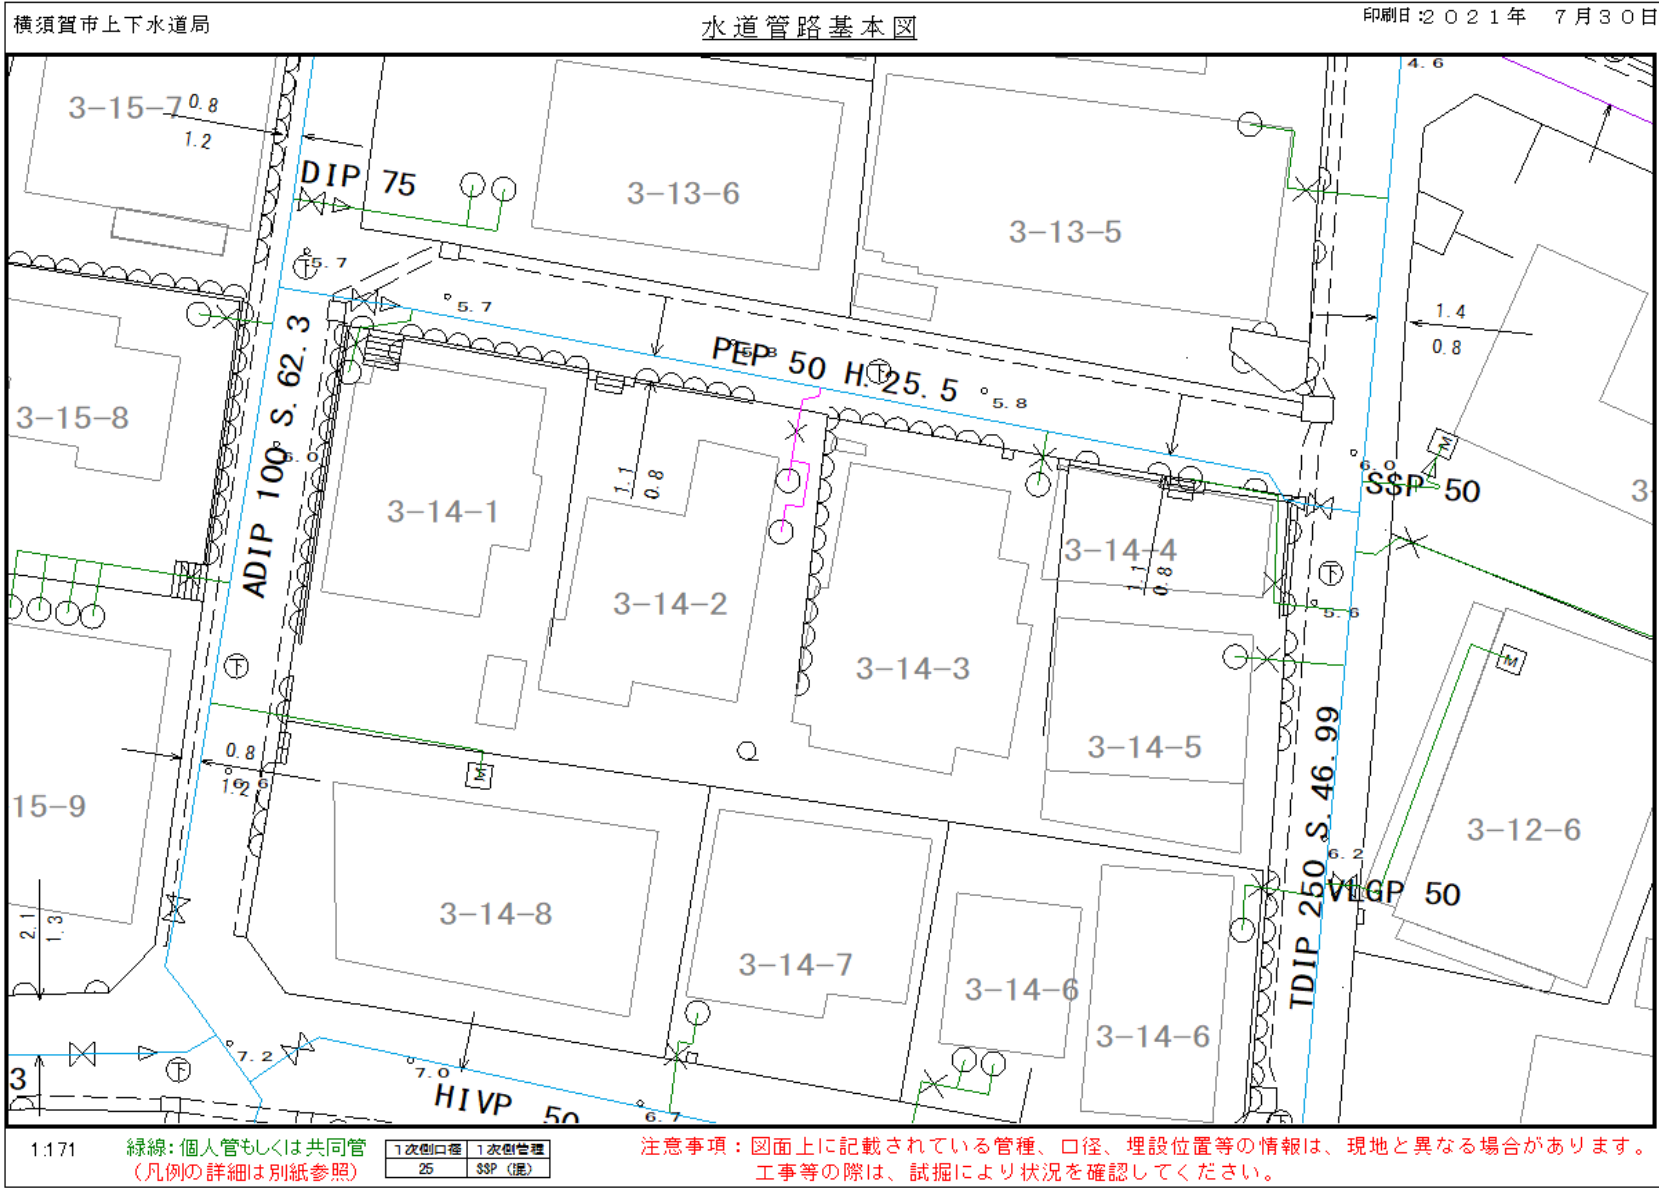 横須賀市上下水道局
水道管路基本図
印刷日:2021年 7月30日
4.6
3-15-7
0.8
1.2
DIP 75
3-13-6
3-13-5
5.7
5.7
1.4
0.8
PEP 50 H.25.5
5.8
5.8
3-15-8
ADIP 100 S.62.3
6.0
6.0
SSP 50
3-14-1
1.1
0.8
3-14-2
3-14-3
3-14-4
1.1
0.8
5.6
下
下
下
下
M
M
M
3-14-5
0.8
1.2
15-9
TDIP 250 S.46.99
3-12-6
6.2
VLGP 50
2.1
1.3
3-14-8
3-14-7
3-14-6
3-14-6
7.2
下
7.0
HIVP 50
6.7
3
1:171
緑線:個人管もしくは共同管
(凡例の詳細は別紙参照)
1次側口径 1次側管種
25 SSP(混)
注意事項:図面上に記載されている管種、口径、埋設位置等の情報は、現地と異なる場合があります。
工事等の際は、試掘により状況を確認してください。